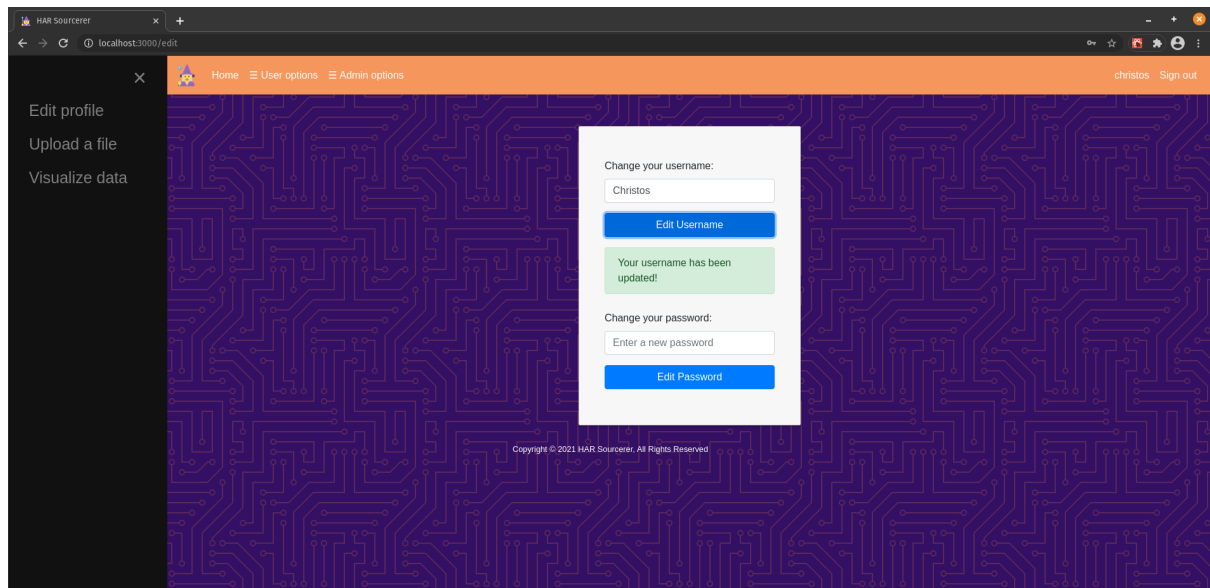 HAR Sourcerer
localhost:3000/edit
Home ☰ User options ☰ Admin options
christos Sign out
Edit profile
Upload a file
Visualize data
Change your username:
Christos
Edit Username
Your username has been
updated!
Change your password:
Enter a new password
Edit Password
Copyright © 2021 HAR Sourcerer, All Rights Reserved